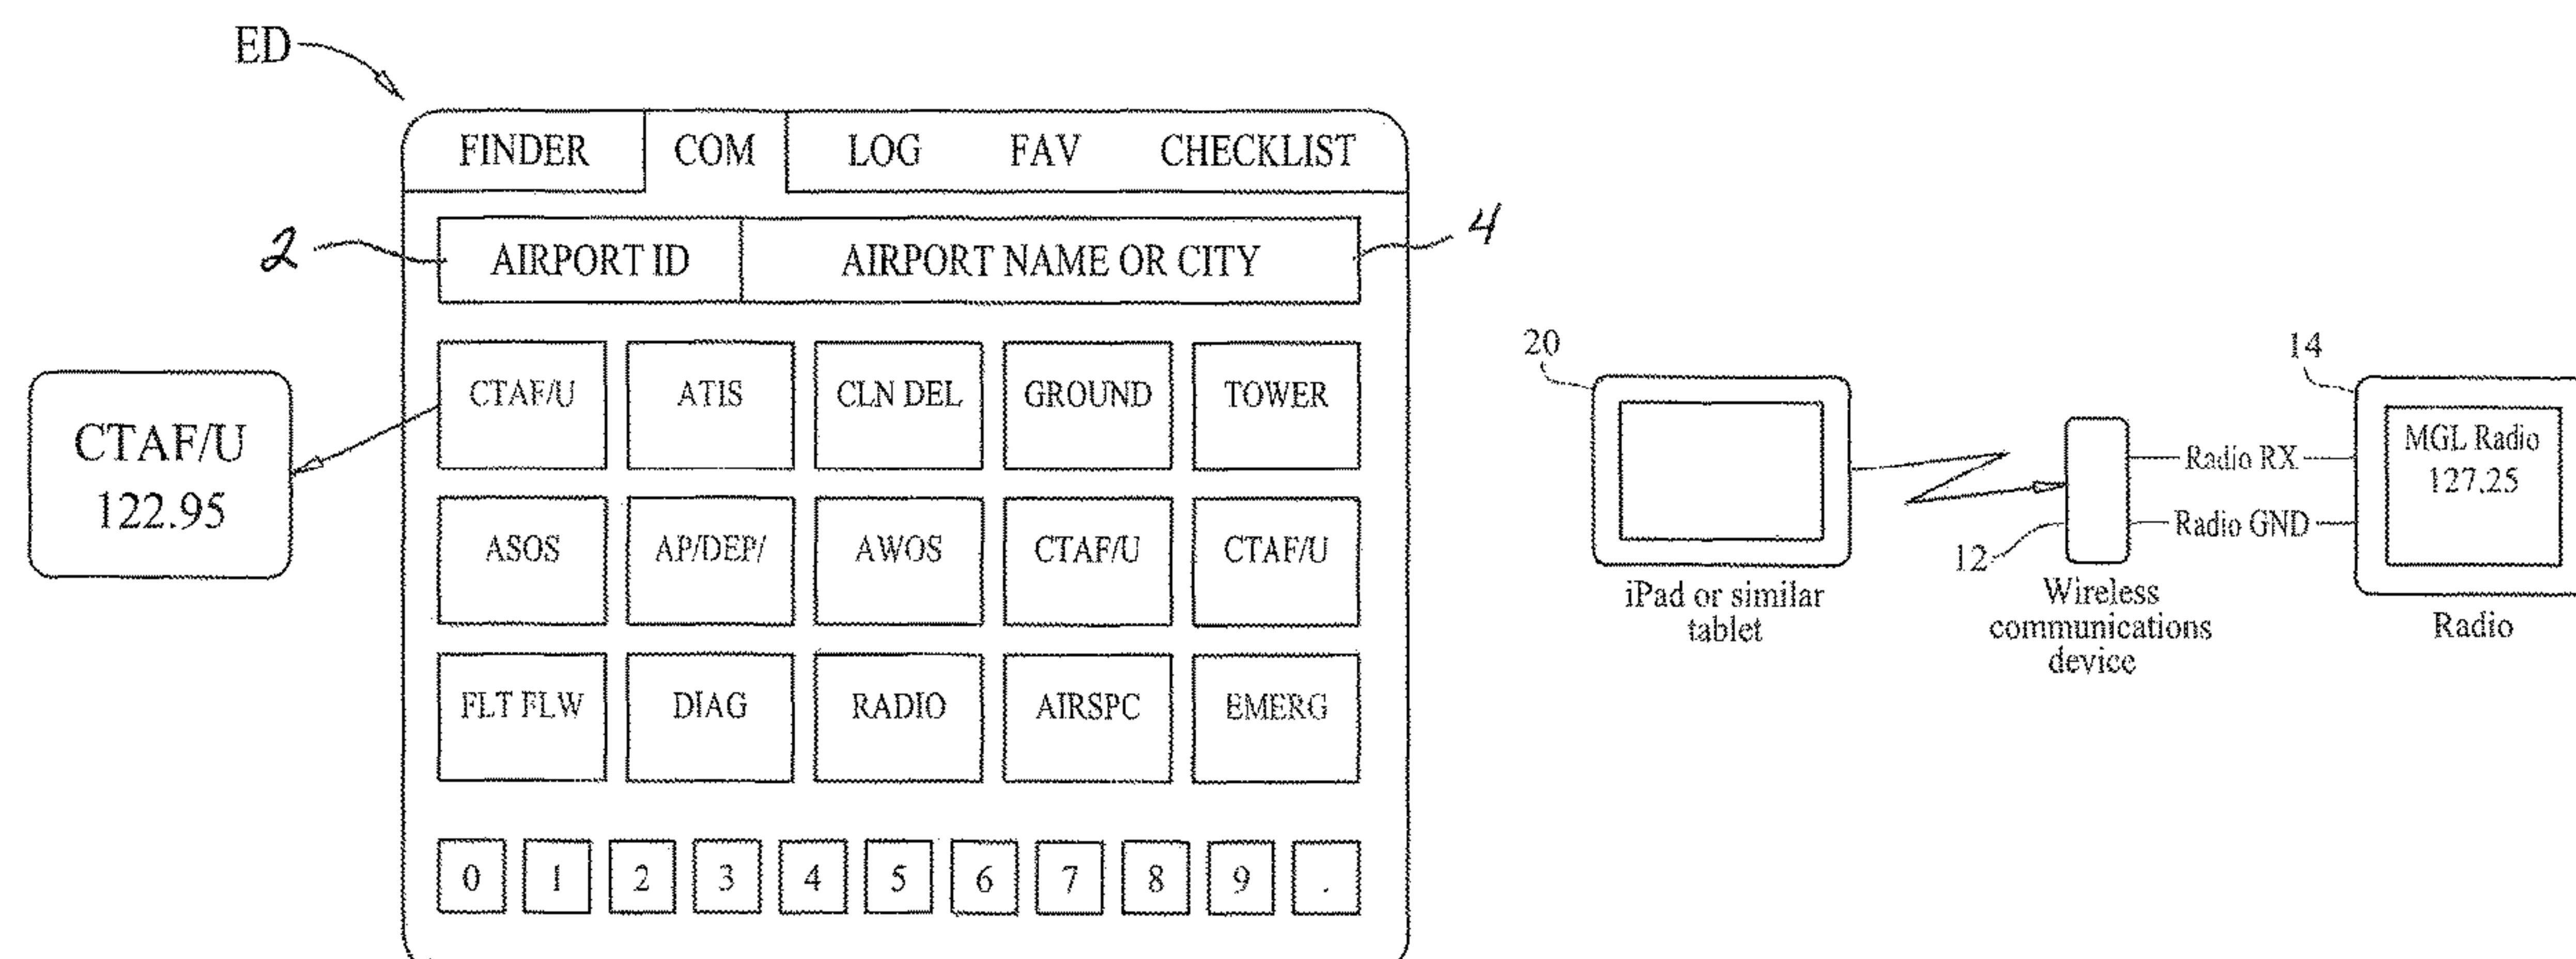 ED
FINDER COM LOG FAV CHECKLIST
2
AIRPORT ID AIRPORT NAME OR CITY
4
CTAF/U
122.95
CTAF/U ATIS CLN DEL GROUND TOWER
ASOS AP/DEP/ AWOS CTAF/U CTAF/U
FLT FLW DIAG RADIO AIRSPC EMERG
0 1 2 3 4 5 6 7 8 9 .
20
iPad or similar
tablet
12
Wireless
communications
device
Radio RX
Radio GND
14
MGL Radio
127.25
Radio